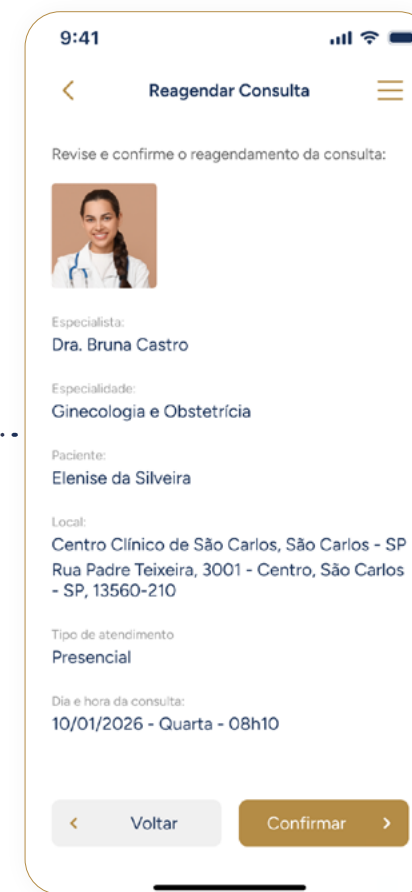 9:41
Reagendar Consulta
Revise e confirme o reagendamento da consulta:
Especialista:
Dra. Bruna Castro
Especialidade:
Ginecologia e Obstetrícia
Paciente:
Elenise da Silveira
Local:
Centro Clínico de São Carlos, São Carlos - SP
Rua Padre Teixeira, 3001 - Centro, São Carlos
- SP, 13560-210
Tipo de atendimento
Presencial
Dia e hora da consulta:
10/01/2026 - Quarta - 08h10
Voltar
Confirmar